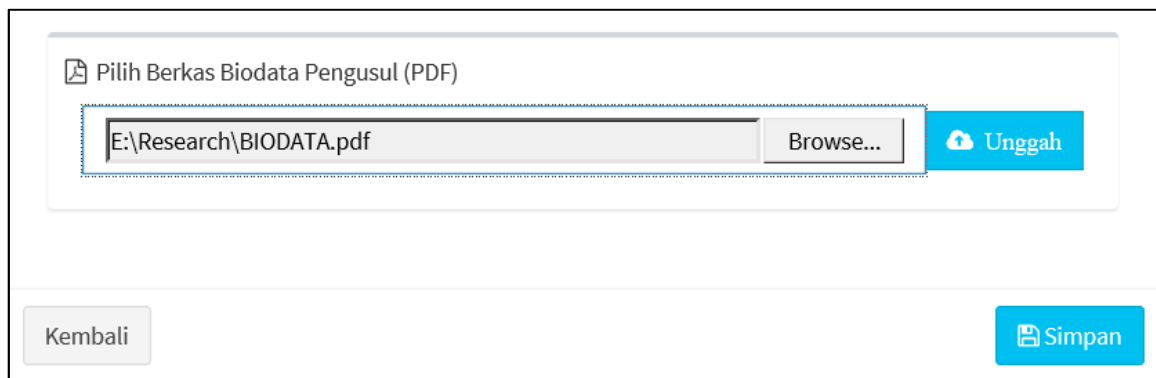 Pilih Berkas Biodata Pengusul (PDF)
E:\Research\BIODATA.pdf Browse... Unggah
Kembali Simpan